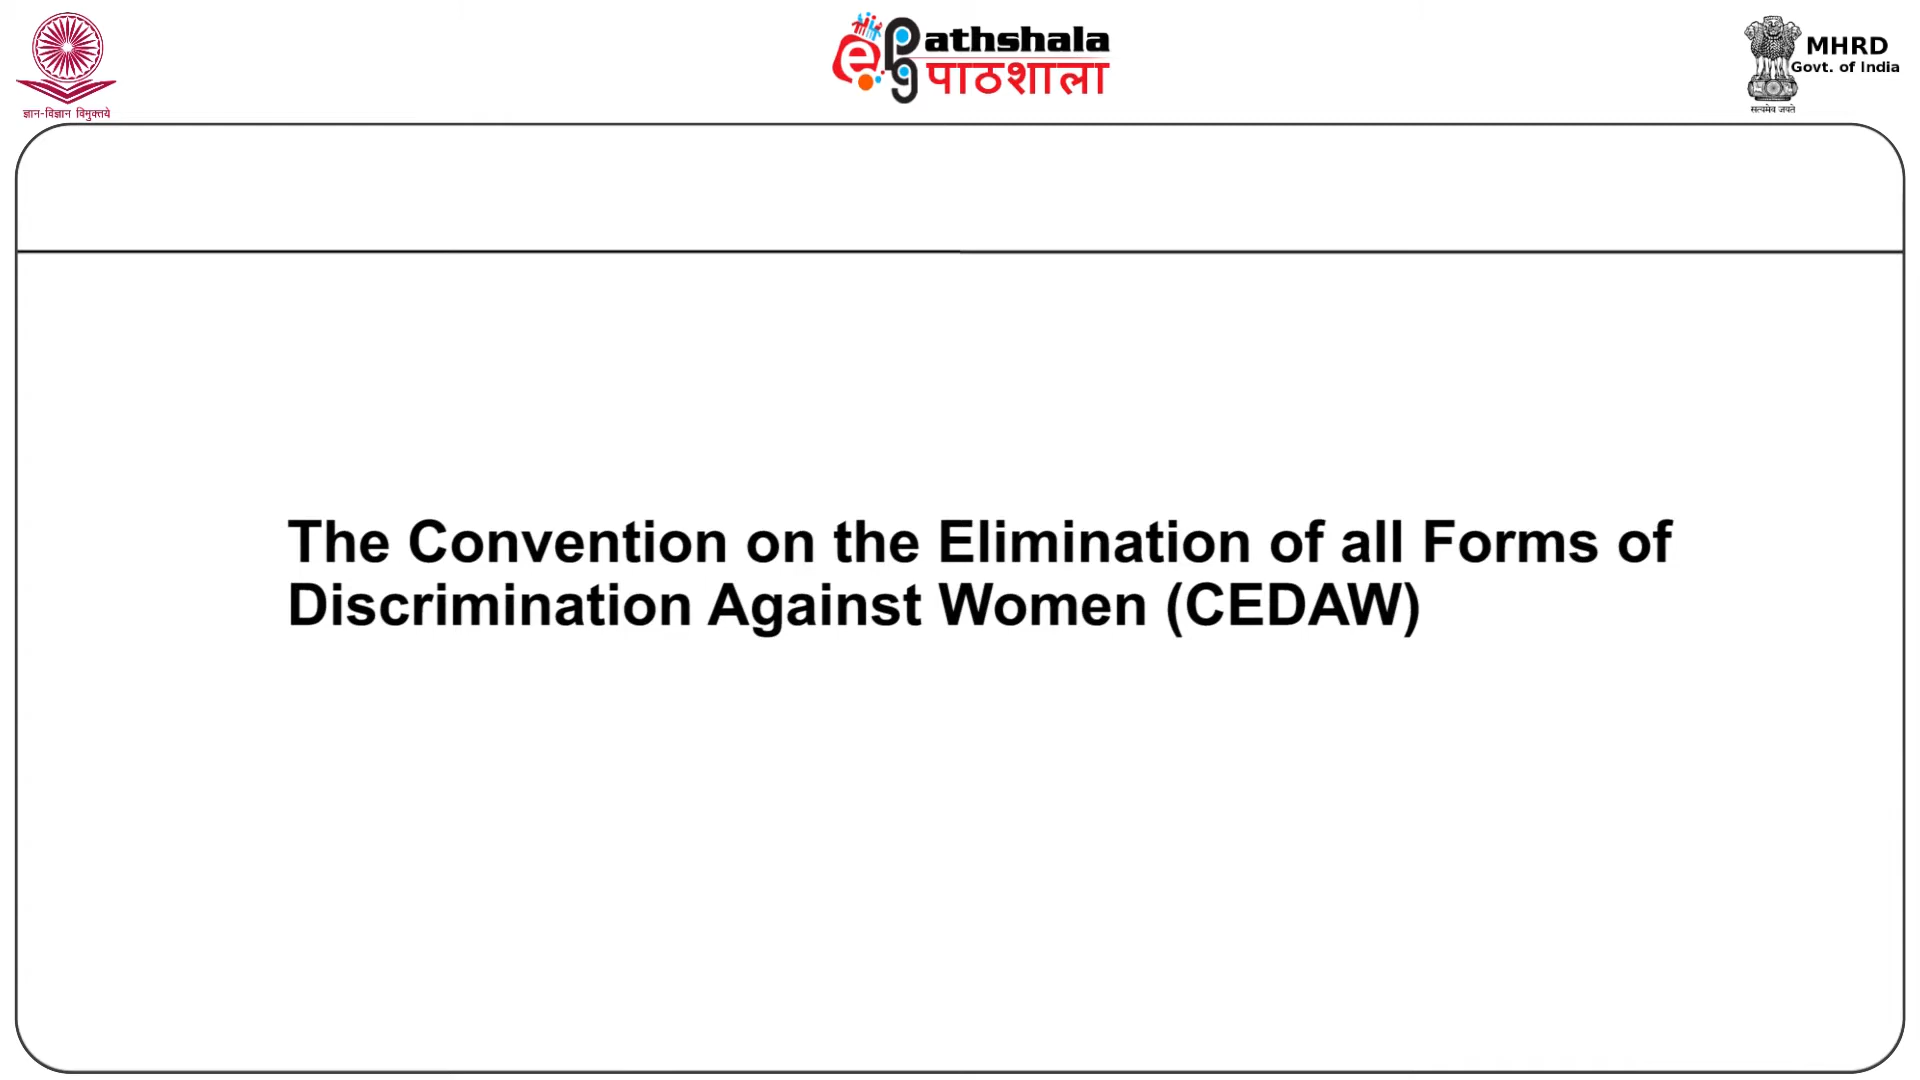 ज्ञान-विज्ञान विमुक्तये
e Pathshala
पाठशाला
MHRD
Govt. of India
सत्यमेव जयते
The Convention on the Elimination of all Forms of
Discrimination Against Women (CEDAW)